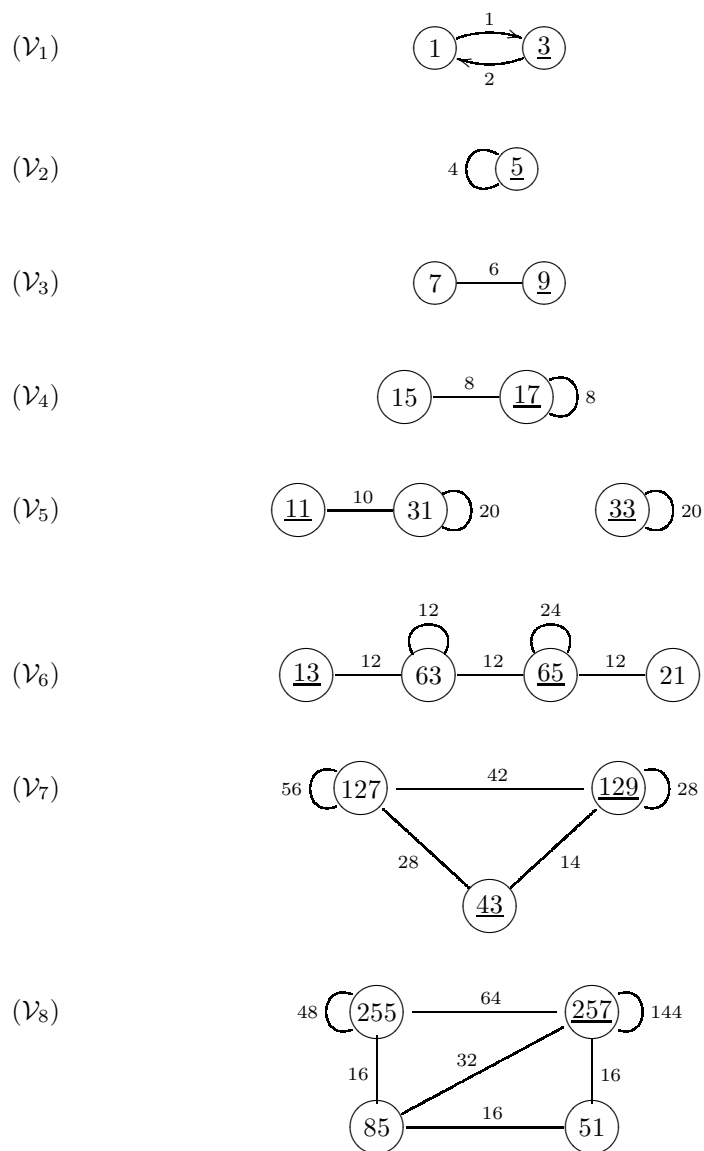 1
(𝒱₁) 1 3
2
(𝒱₂) 4 5
6
(𝒱₃) 7 9
8
(𝒱₄) 15 17 8
10
(𝒱₅) 11 31 20 33 20
12 24
12 12 12
(𝒱₆) 13 63 65 21
42
(𝒱₇) 56 127 129 28
28 14
43
64
(𝒱₈) 48 255 257 144
32
16 16
16
85 51